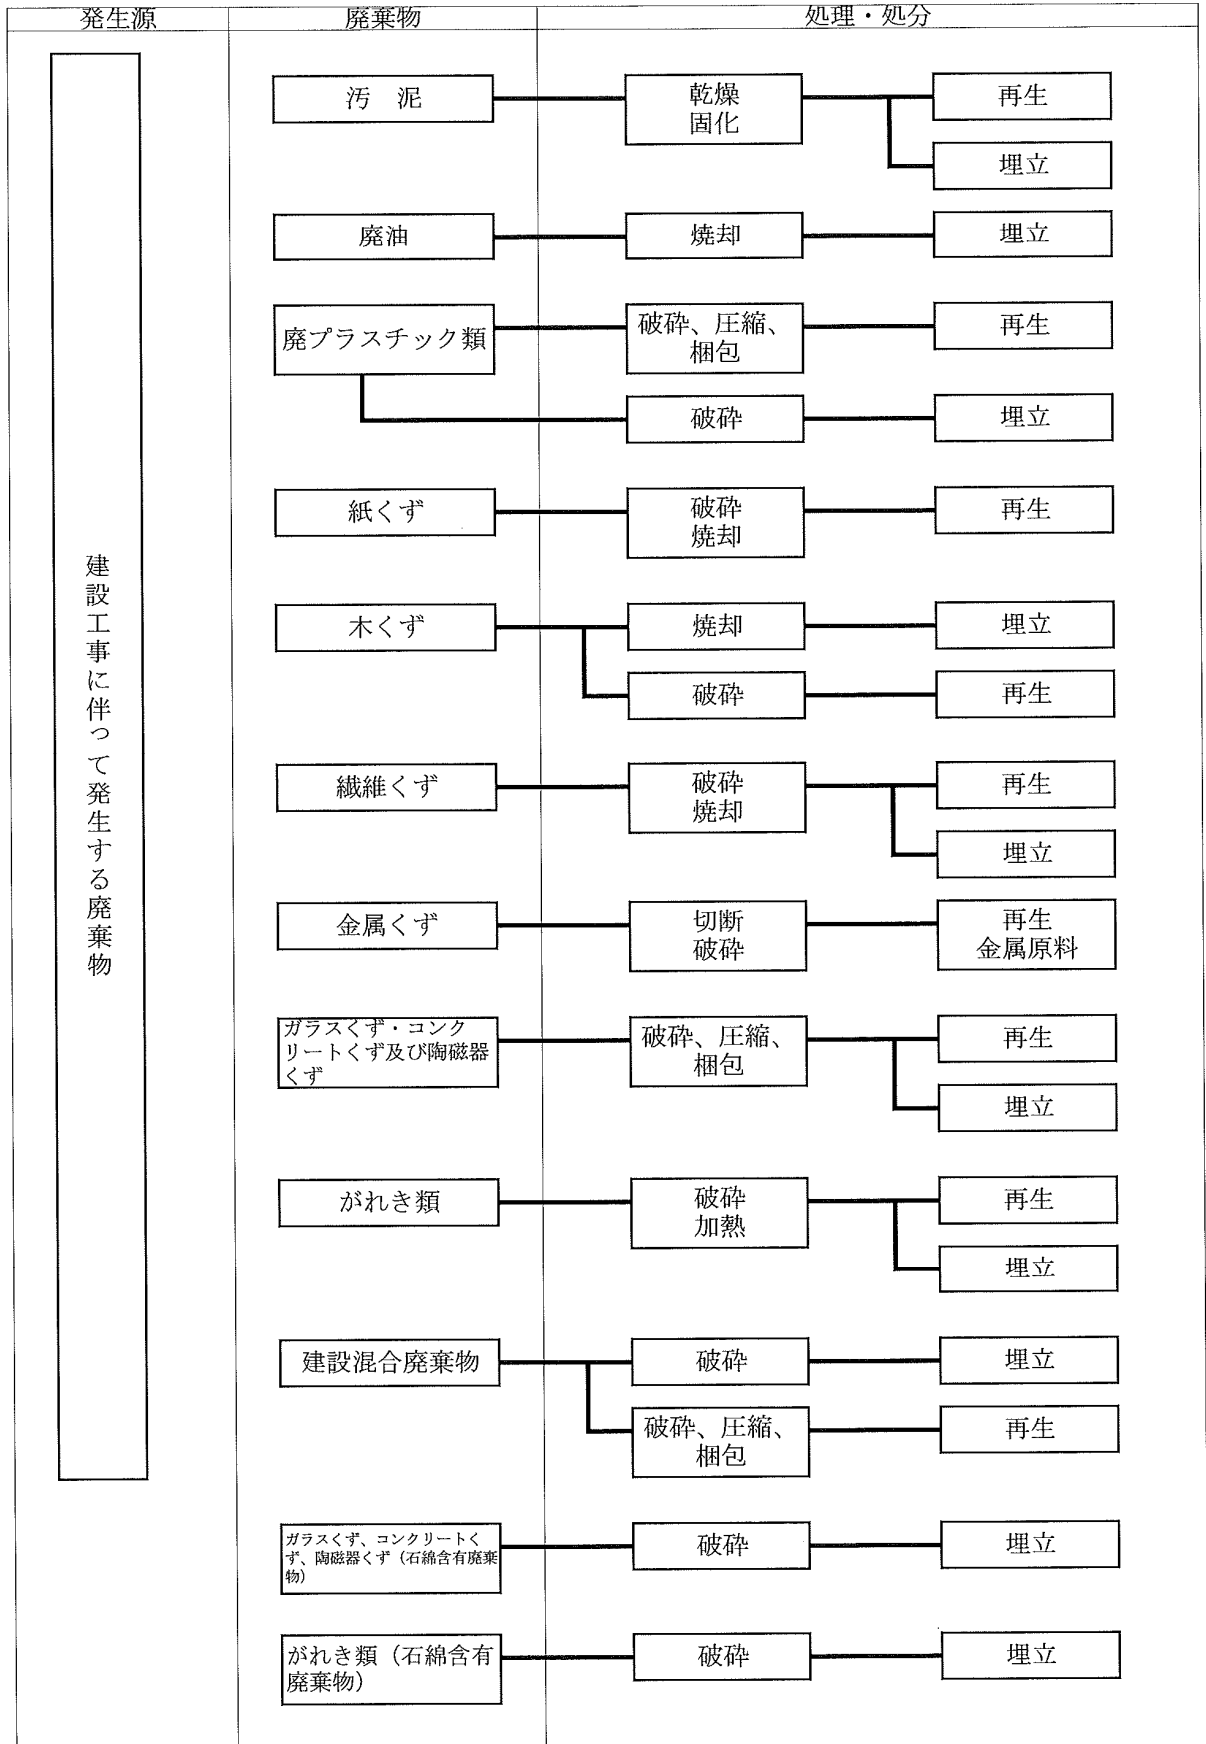 発生源
廃棄物
処理・処分
建設工事に伴って発生する廃棄物
汚　泥
乾燥
固化
再生
埋立
廃油
焼却
埋立
廃プラスチック類
破砕、圧縮、
梱包
再生
破砕
埋立
紙くず
破砕
焼却
再生
木くず
焼却
埋立
破砕
再生
繊維くず
破砕
焼却
再生
埋立
金属くず
切断
破砕
再生
金属原料
ガラスくず・コンク
リートくず及び陶磁器
くず
破砕、圧縮、
梱包
再生
埋立
がれき類
破砕
加熱
再生
埋立
建設混合廃棄物
破砕
埋立
破砕、圧縮、
梱包
再生
ガラスくず、コンクリートく
ず、陶磁器くず（石綿含有廃棄
物）
破砕
埋立
がれき類（石綿含有
廃棄物）
破砕
埋立